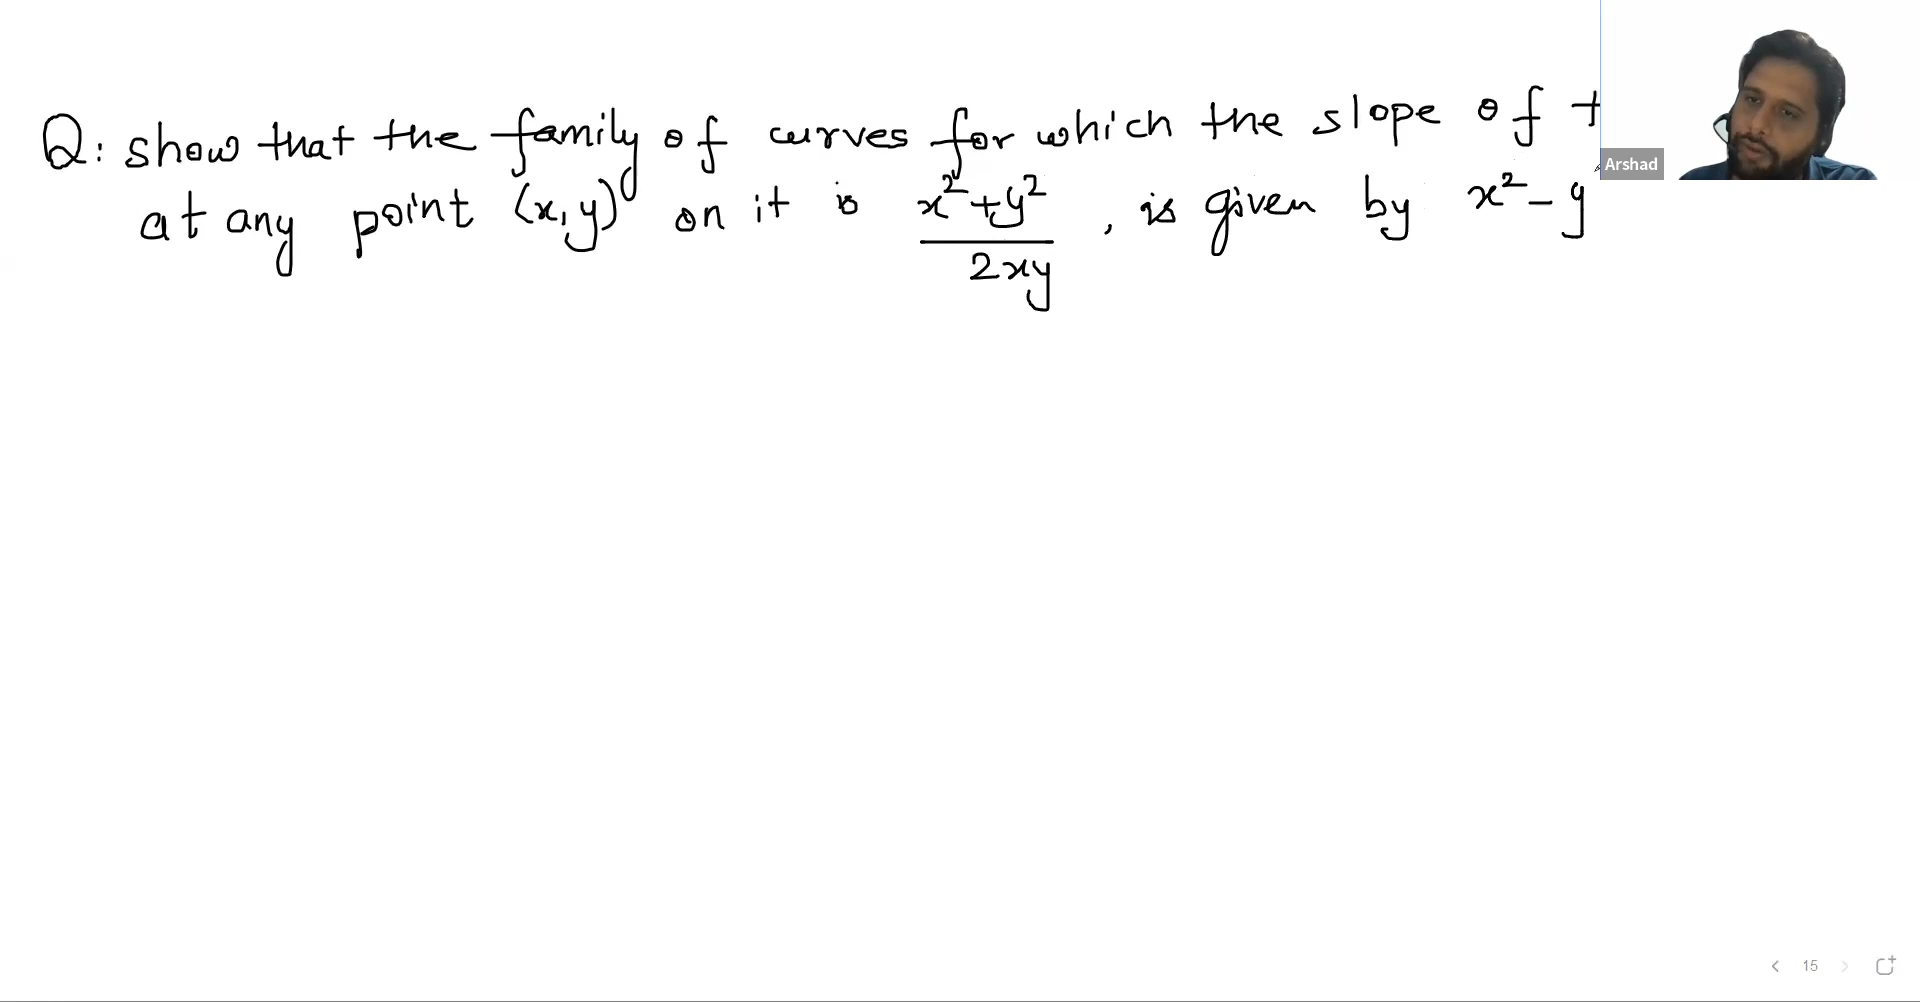 Q: show that the family of curves for which the slope of t
at any point (x,y) on it is x²+y²/2xy , is given by x²-y
Arshad
15